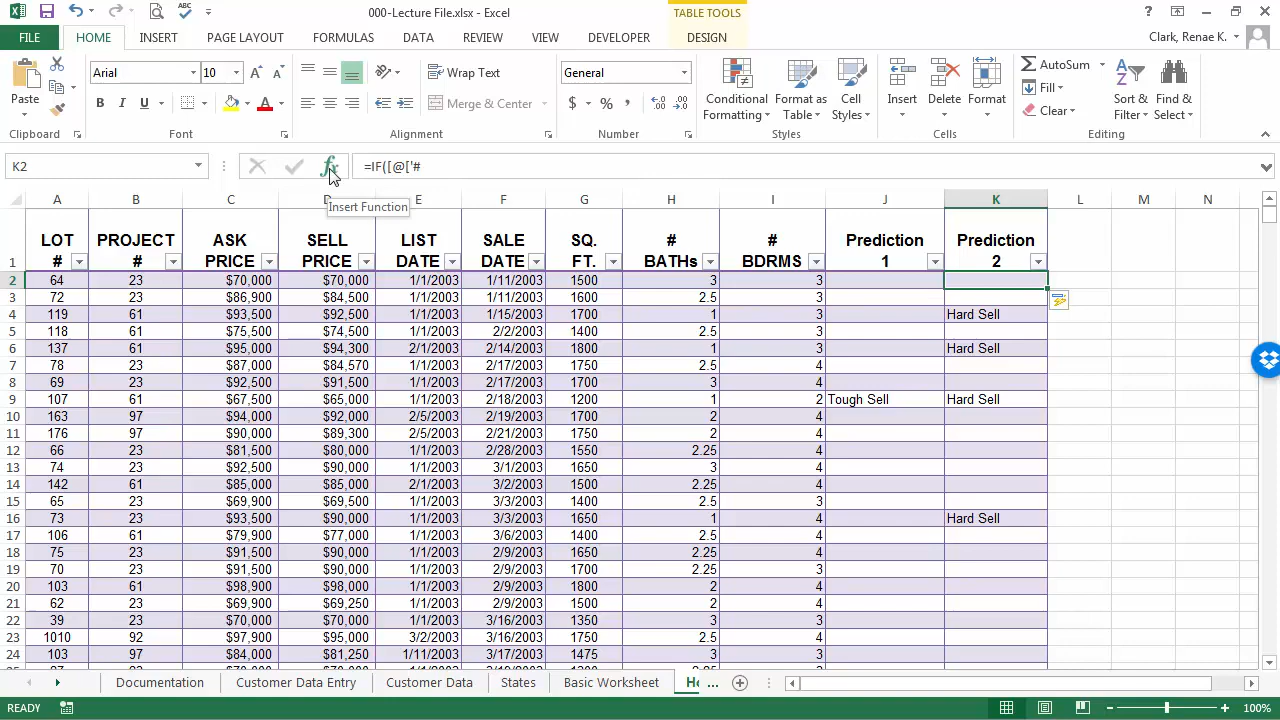 000-Lecture File.xlsx - Excel
TABLE TOOLS
FILE HOME INSERT PAGE LAYOUT FORMULAS DATA REVIEW VIEW DEVELOPER DESIGN
Clark, Renae K.
Paste
Arial 10
B I U
Wrap Text
Merge & Center
General
$ % ,
Conditional Formatting
Format as Table
Cell Styles
Insert Delete Format
AutoSum
Fill
Clear
Sort & Filter
Find & Select
Clipboard Font Alignment Number Styles Cells Editing
K2 fx =IF([@['#
Insert Function
A B C D E F G H I J K L M N
1 LOT # PROJECT # ASK PRICE SELL PRICE LIST DATE SALE DATE SQ. FT. # BATHs # BDRMS Prediction 1 Prediction 2
2 64 23 $70,000 $70,000 1/1/2003 1/11/2003 1500 3 3
3 72 23 $86,900 $84,500 1/1/2003 1/11/2003 1600 2.5 3
4 119 61 $93,500 $92,500 1/1/2003 1/15/2003 1700 1 3 Hard Sell
5 118 61 $75,500 $74,500 1/1/2003 2/2/2003 1400 2.5 3
6 137 61 $95,000 $94,300 2/1/2003 2/14/2003 1800 1 3 Hard Sell
7 78 23 $87,000 $84,570 1/1/2003 2/17/2003 1750 2.5 4
8 69 23 $92,500 $91,500 1/1/2003 2/17/2003 1700 3 4
9 107 61 $67,500 $65,000 1/1/2003 2/18/2003 1200 1 2 Tough Sell Hard Sell
10 163 97 $94,000 $92,000 2/5/2003 2/19/2003 1700 2 4
11 176 97 $90,000 $89,300 2/5/2003 2/21/2003 1750 2 4
12 66 23 $81,500 $80,000 1/1/2003 2/28/2003 1550 2.25 4
13 74 23 $92,500 $90,000 1/1/2003 3/1/2003 1650 3 4
14 142 61 $85,000 $85,000 2/1/2003 3/2/2003 1500 2.25 4
15 65 23 $69,900 $69,500 1/1/2003 3/3/2003 1400 2.5 3
16 73 23 $93,500 $90,000 1/1/2003 3/3/2003 1650 1 4 Hard Sell
17 106 61 $79,900 $77,000 1/1/2003 3/6/2003 1400 2.5 4
18 75 23 $91,500 $90,000 1/1/2003 2/9/2003 1650 2.25 4
19 70 23 $91,500 $90,000 1/1/2003 2/9/2003 1700 2.25 4
20 103 61 $98,900 $98,000 1/1/2003 2/9/2003 1800 2 4
21 62 23 $69,900 $69,250 1/1/2003 2/9/2003 1500 2 4
22 39 23 $70,000 $70,000 1/1/2003 3/16/2003 1350 3 3
23 1010 92 $97,900 $95,000 3/2/2003 3/16/2003 1750 2.5 4
24 103 97 $84,000 $81,250 1/11/2003 3/17/2003 1475 3 3
Documentation Customer Data Entry Customer Data States Basic Worksheet Ho ...
READY 100%